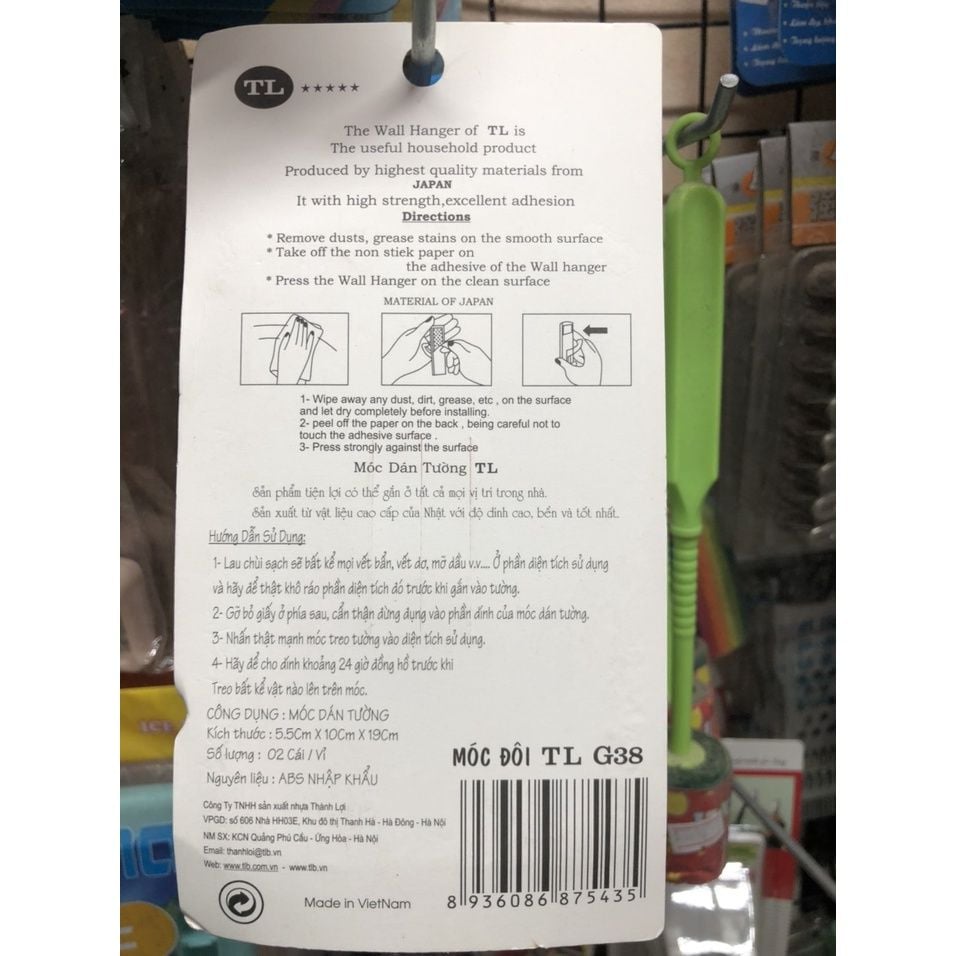 TL ★★★★★
The Wall Hanger of TL is
The useful household product
Produced by highest quality materials from
JAPAN
It with high strength,excellent adhesion
Directions
* Remove dusts, grease stains on the smooth surface
* Take off the non stiek paper on
the adhesive of the Wall hanger
* Press the Wall Hanger on the clean surface
MATERIAL OF JAPAN
1- Wipe away any dust, dirt, grease, etc , on the surface
and let dry completely before installing.
2- peel off the paper on the back , being careful not to
touch the adhesive surface .
3- Press strongly against the surface
Móc Dán Tường TL
Sản phẩm tiện lợi có thể gắn ở tất cả mọi vị trí trong nhà.
Sản xuất từ vật liệu cao cấp của Nhật với độ dính cao, bền và tốt nhất.
Hướng Dẫn Sử Dụng:
1- Lau chùi sạch sẽ bất kể mọi vết bẩn, vết dơ, mỡ dầu v.v.... Ở phần diện tích sử dụng
và hãy để thật khô ráo phần diện tích đó trước khi gắn vào tường.
2- Gỡ bỏ giấy ở phía sau, cẩn thận đừng đụng vào phần dính của móc dán tường.
3- Nhấn thật mạnh móc treo tường vào diện tích sử dụng.
4- Hãy để cho dính khoảng 24 giờ đồng hồ trước khi
Treo bất kể vật nào lên trên móc.
CÔNG DỤNG : MÓC DÁN TƯỜNG
Kích thước : 5.5Cm X 10Cm X 19Cm
Số lượng : 02 Cái / Vỉ
Nguyên liệu : ABS NHẬP KHẨU
MÓC ĐÔI TL G38
Công Ty TNHH sản xuất nhựa Thành Lợi
VPGD: số 606 Nhà HH03E, Khu đô thị Thanh Hà - Hà Đông - Hà Nội
NM SX: KCN Quảng Phú Cầu - Ứng Hòa - Hà Nội
Email: thanhloi@tlb.vn
Web: www.tlb.com.vn - www.tlb.vn
Made in VietNam
8 936086 875435
ICE